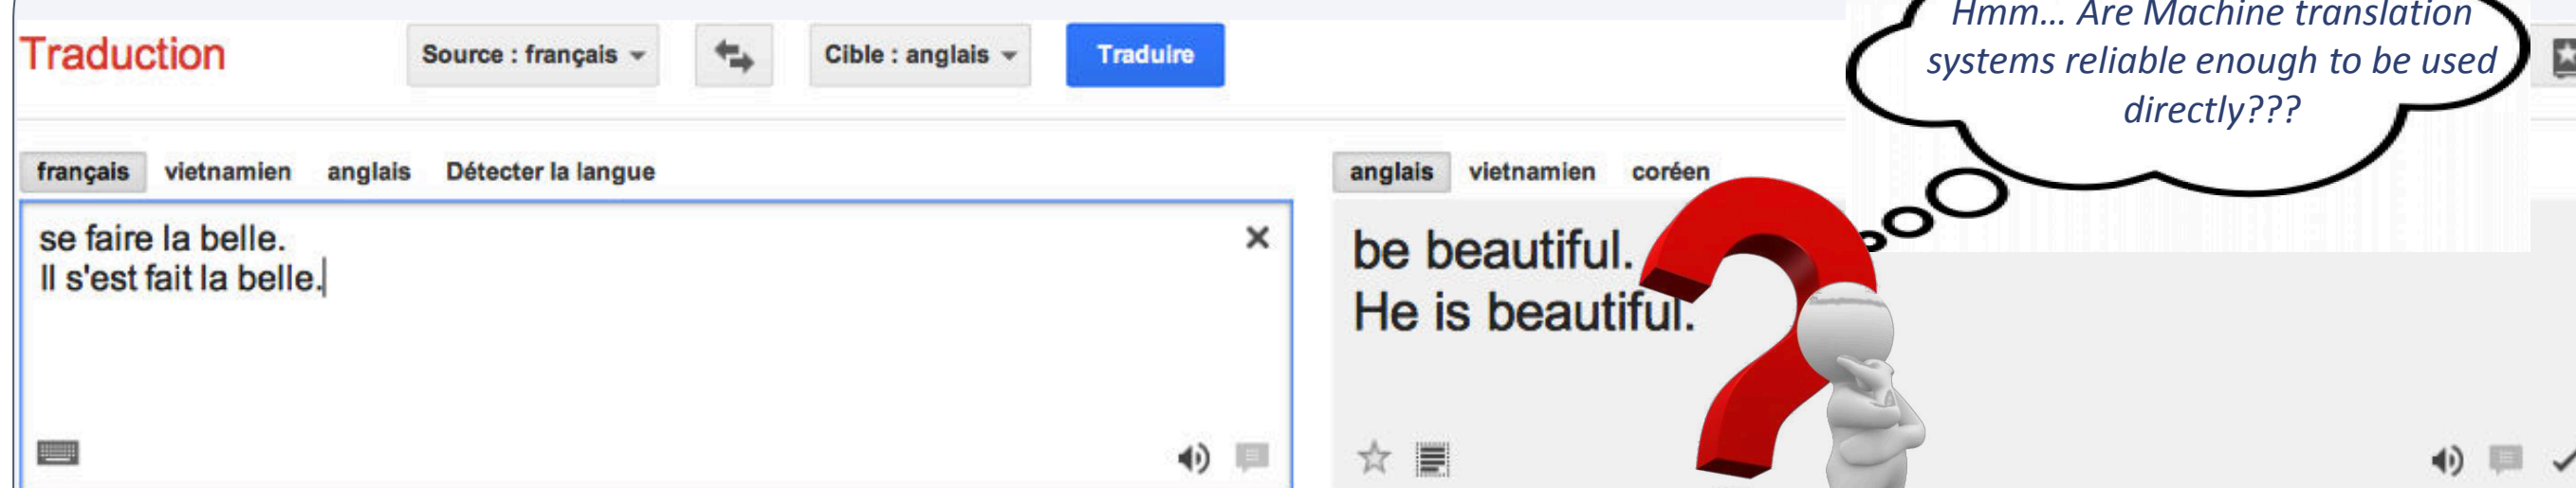 Hmm... Are Machine translation
systems reliable enough to be used
directly???
Traduction
Source : français
Cible : anglais
Traduire
français vietnamien anglais Détecter la langue
anglais vietnamien coréen
se faire la belle.
Il s'est fait la belle.
be beautiful.
He is beautiful.